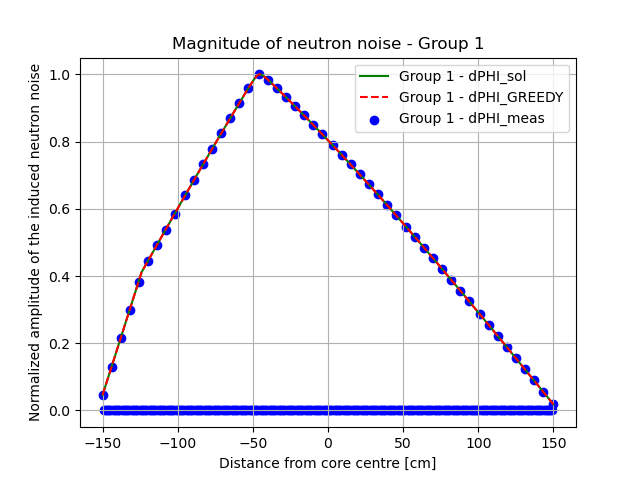 Magnitude of neutron noise - Group 1
Normalized amplitude of the induced neutron noise
1.0
0.8
0.6
0.4
0.2
0.0
Group 1 - dPHI_sol
Group 1 - dPHI_GREEDY
Group 1 - dPHI_meas
−150
−100
−50
0
50
100
150
Distance from core centre [cm]